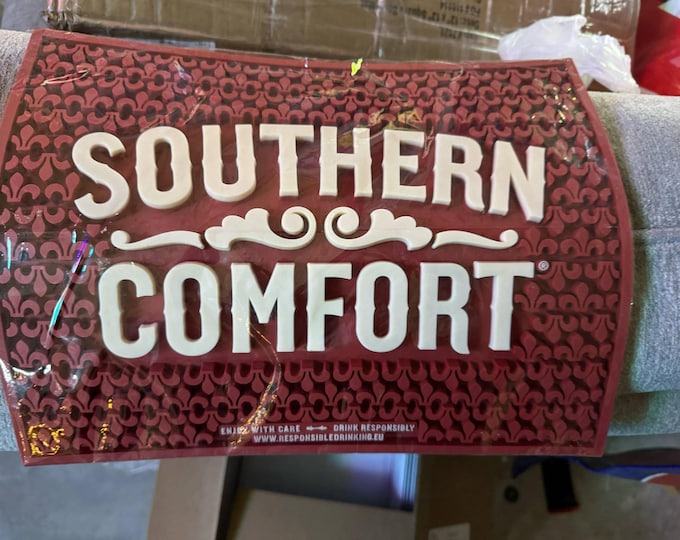 SOUTHERN
COMFORT®
ENJOY WITH CARE DRINK RESPONSIBLY
WWW.RESPONSIBLEDRINKING.EU